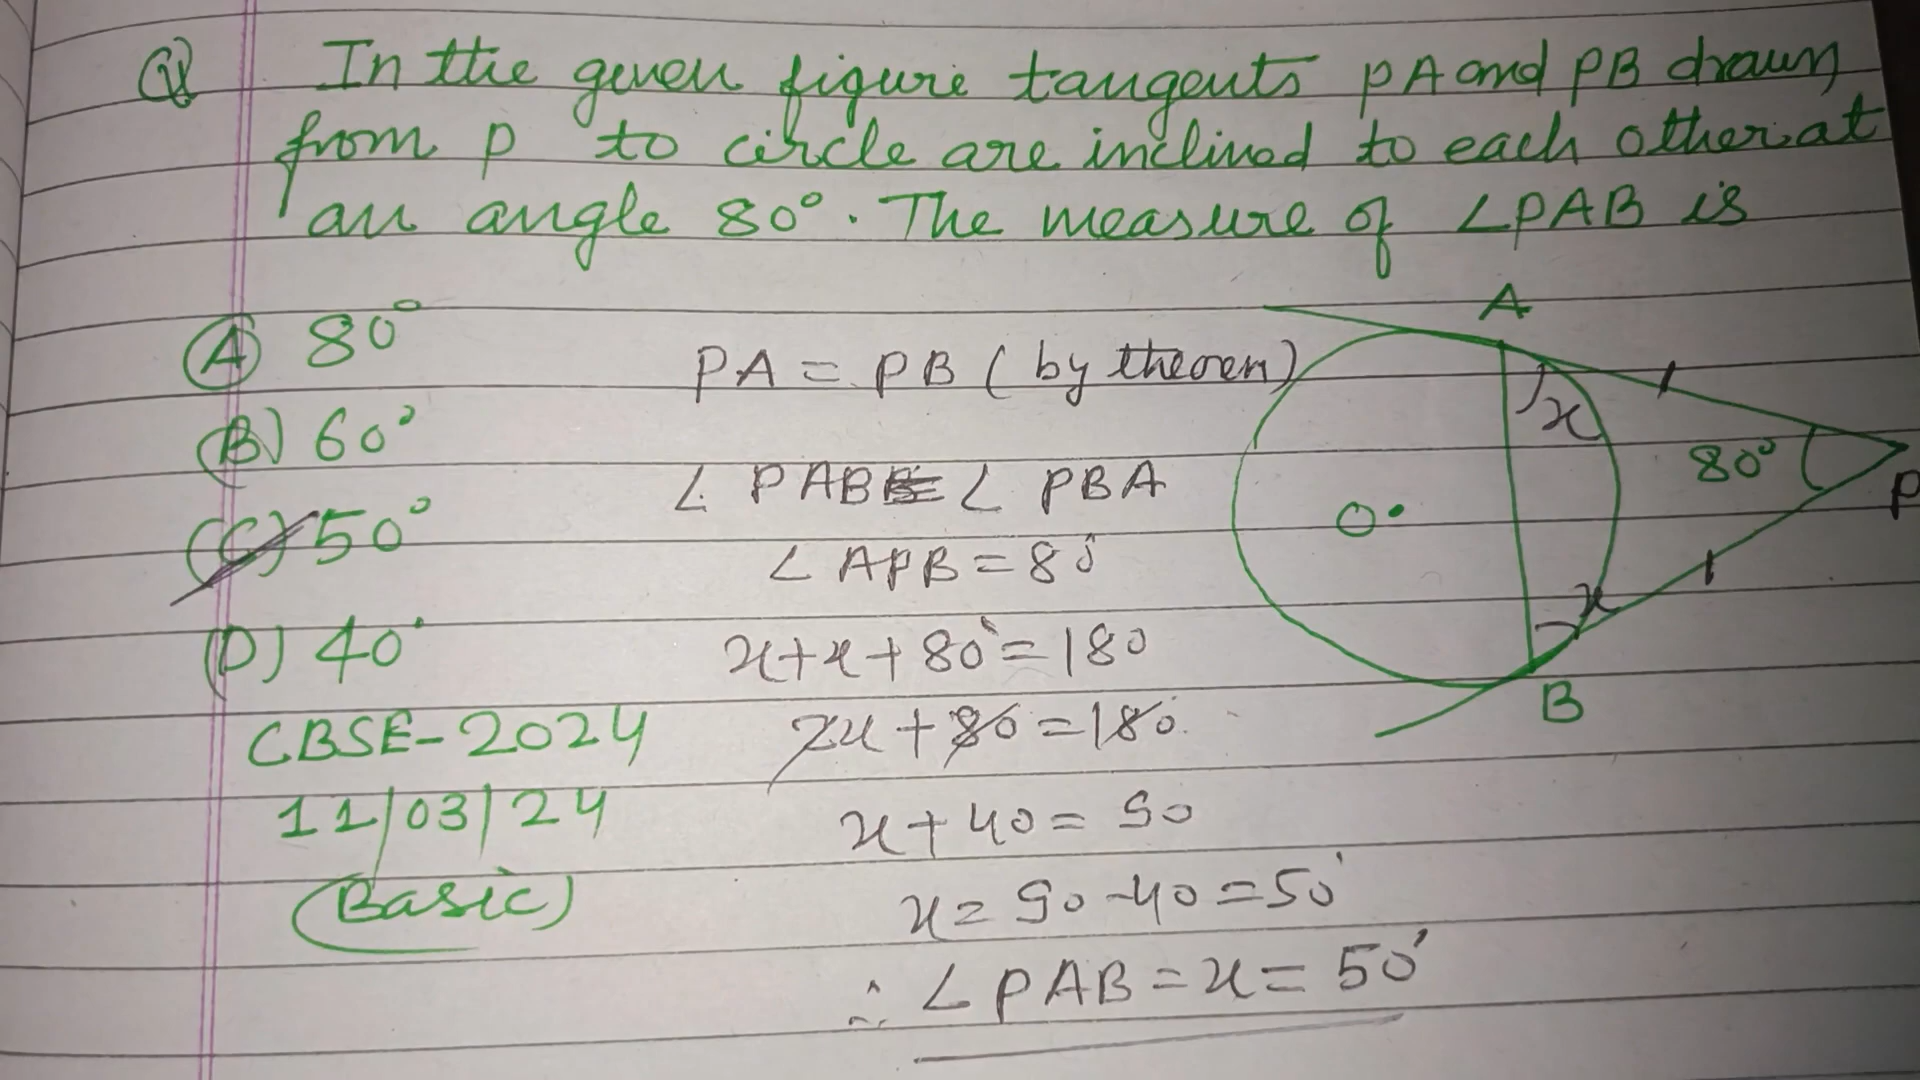 Q In the given figure tangents PA and PB drawn
from P to circle are inclined to each other at
an angle 80°. The measure of ∠PAB is
(A) 80°
(B) 60°
(C) 50°
(D) 40°
CBSE-2024
11/03/24
(Basic)
PA = PB (by theorem)
∠ PAB = ∠ PBA
∠ APB = 80°
x+x+80°=180
2x+80=180.
x+40=90
x=90-40=50°
∴ ∠PAB=x=50°
A
x
80°
P
O
x
B